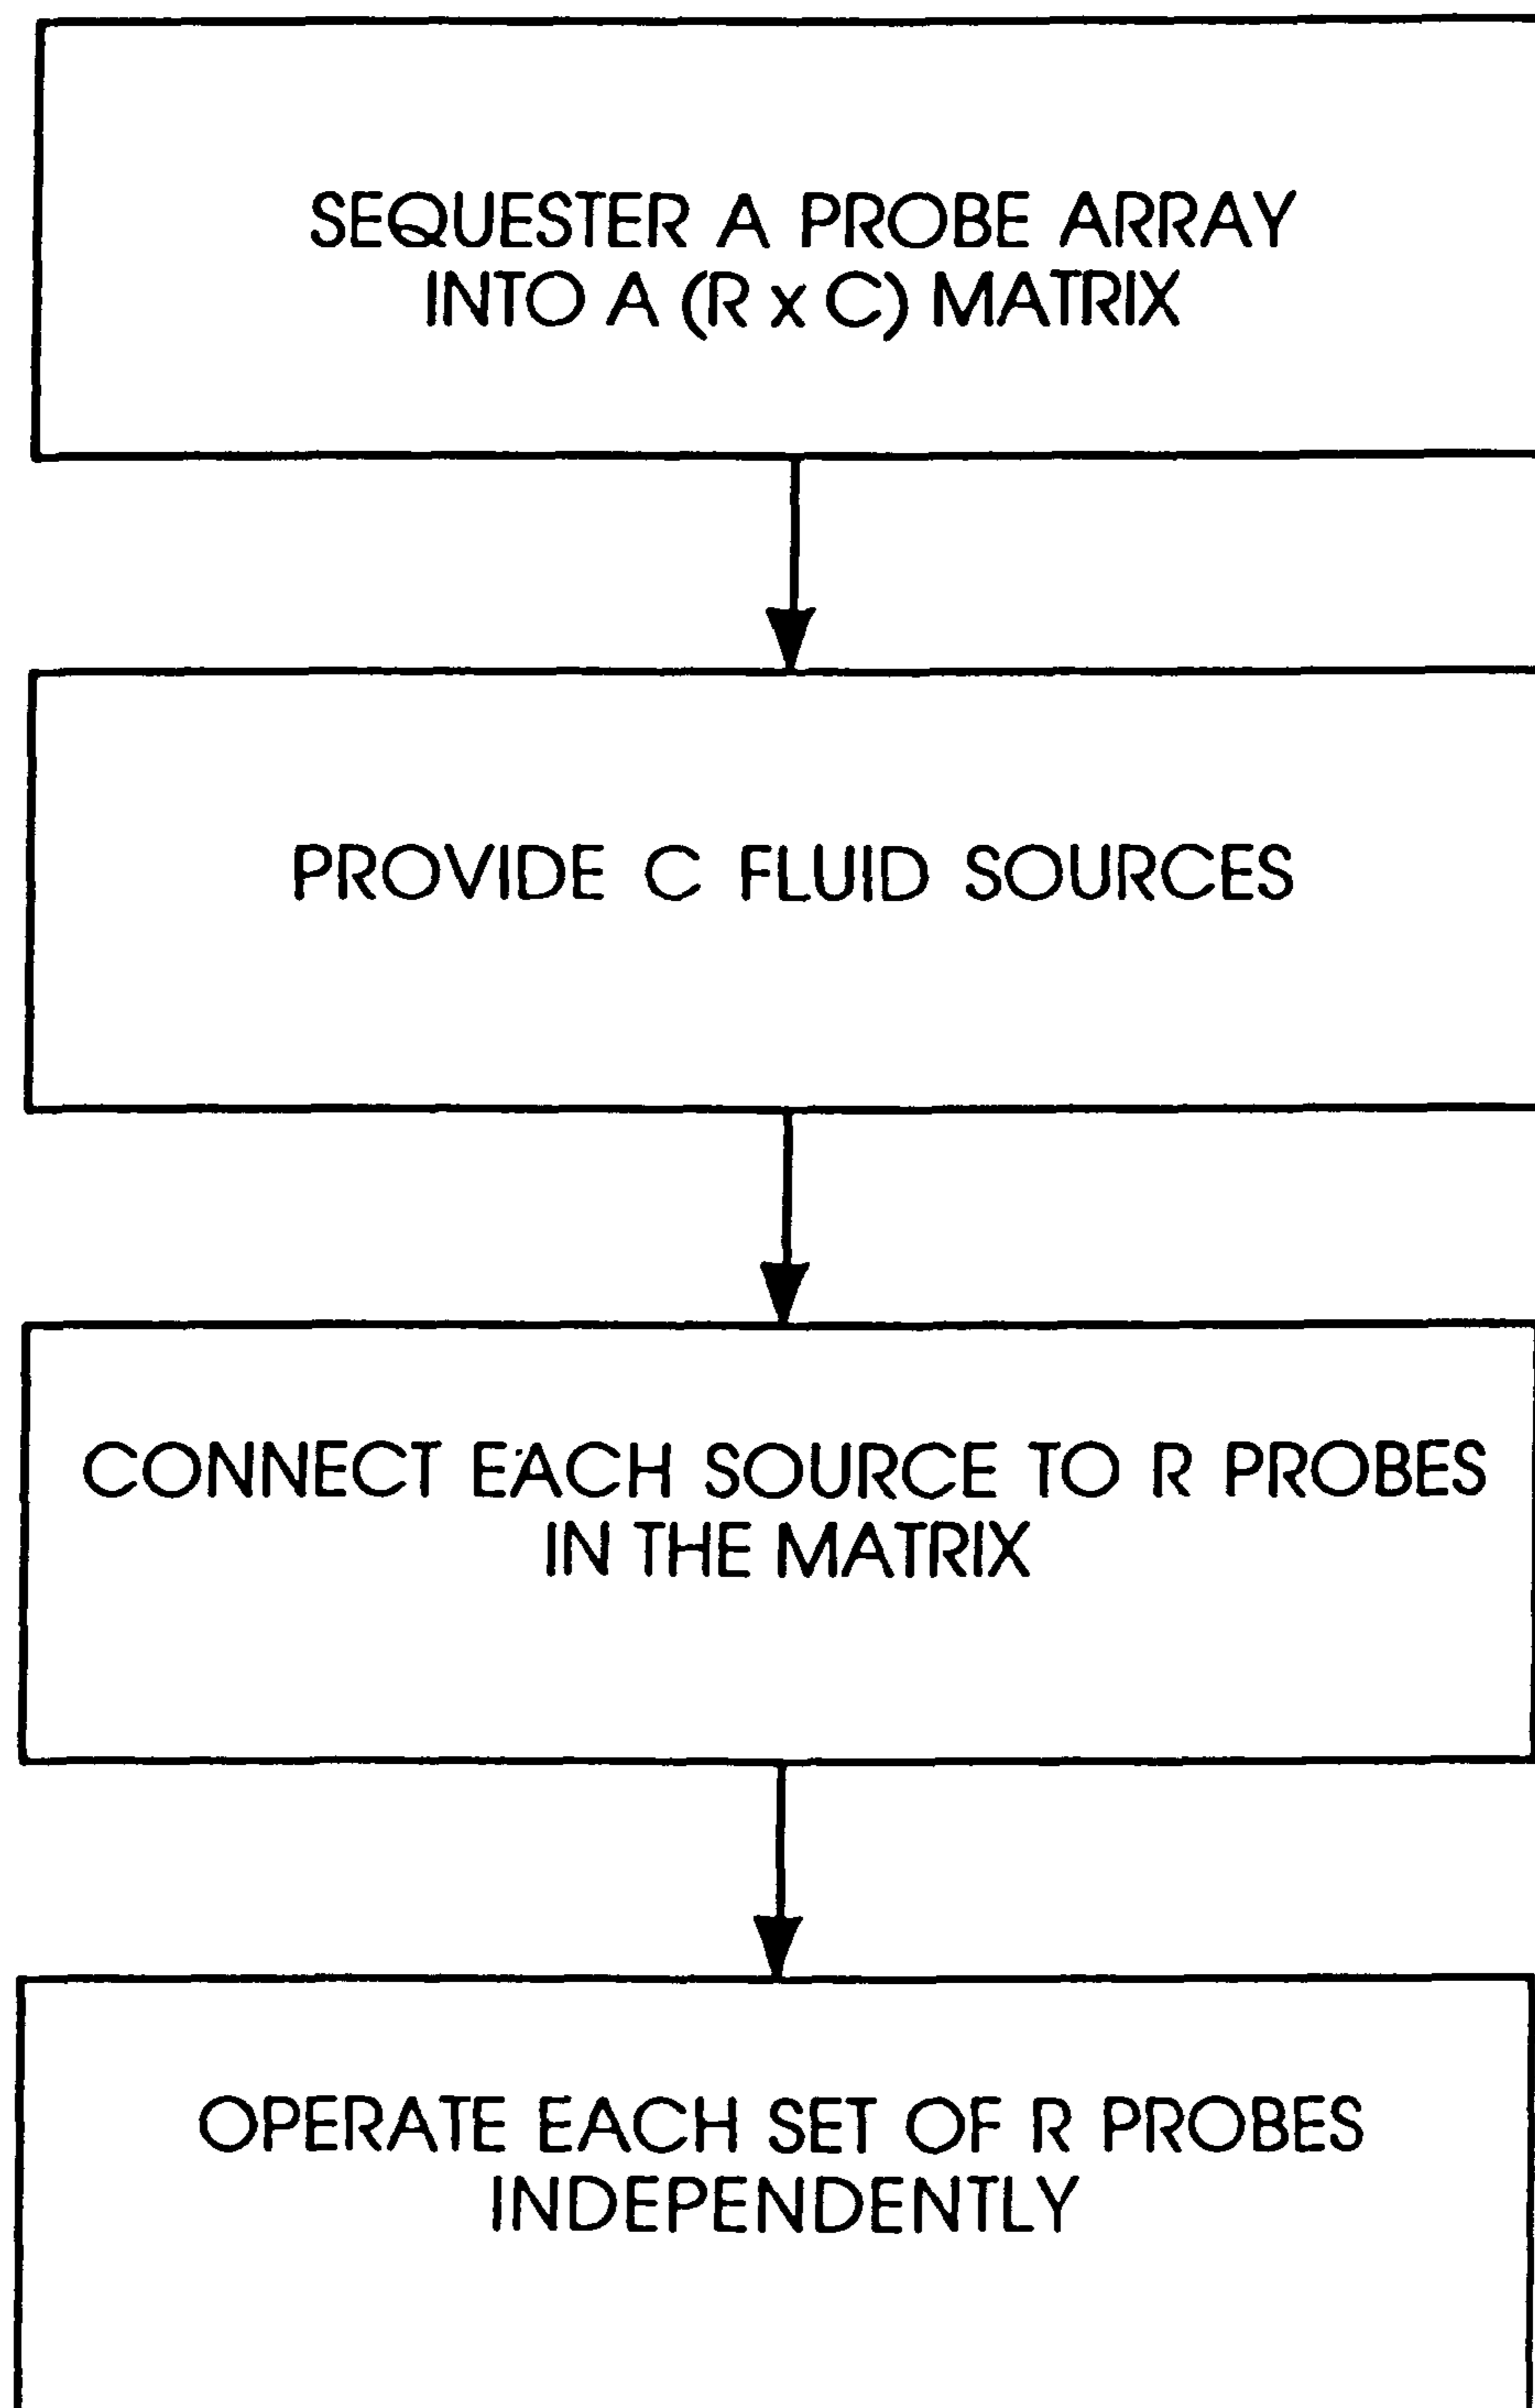 SEQUESTER A PROBE ARRAY
INTO A (R x C) MATRIX
PROVIDE C FLUID SOURCES
CONNECT EACH SOURCE TO R PROBES
IN THE MATRIX
OPERATE EACH SET OF R PROBES
INDEPENDENTLY